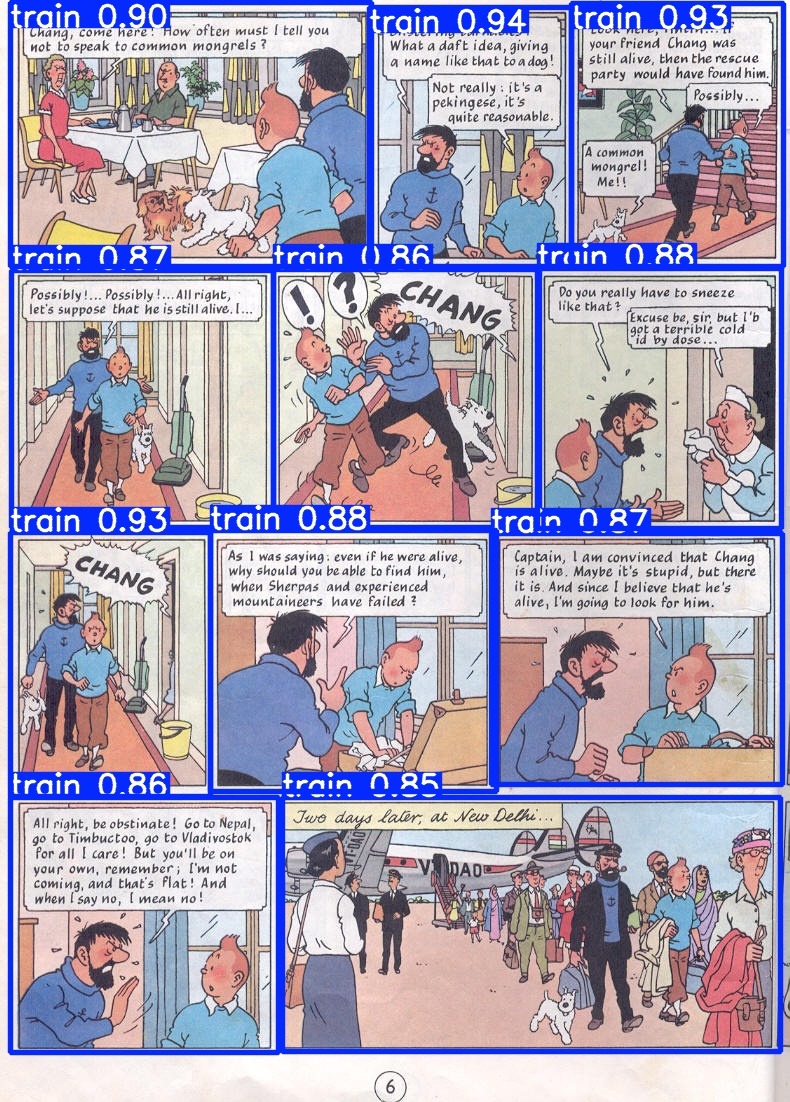 train 0.90
Chang, come here! How often must I tell you
not to speak to common mongrels?
train 0.94
What a daft idea, giving
a name like that to a dog!
Not really: it's a
pekingese, it's
quite reasonable.
train 0.93
your friend Chang was
still alive, then the rescue
party would have found him.
Possibly...
A common
mongrel!
Me!!
train 0.87
Possibly!... Possibly!... All right,
let's suppose that he is still alive. I...
train 0.86
! ?
CHANG
train 0.88
Do you really have to sneeze
like that?
Excuse be, sir, but I'b
got a terrible cold
id by dose...
train 0.93
CHANG
train 0.88
As I was saying: even if he were alive,
why should you be able to find him,
when Sherpas and experienced
mountaineers have failed?
train 0.87
Captain, I am convinced that Chang
is alive. Maybe it's stupid, but there
it is. And since I believe that he's
alive, I'm going to look for him.
train 0.86
All right, be obstinate! Go to Nepal,
go to Timbuctoo, go to Vladivostok
for all I care! But you'll be on
your own, remember; I'm not
coming, and that's flat! And
when I say no, I mean no!
train 0.85
Two days later, at New Delhi...
6